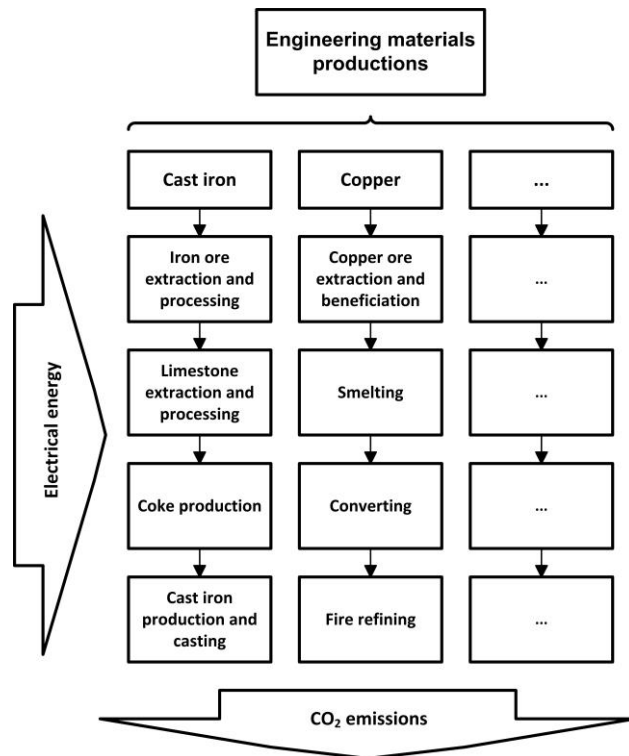 Engineering materials
productions
Cast iron
Copper
...
Iron ore
extraction and
processing
Copper ore
extraction and
beneficiation
...
Limestone
extraction and
processing
Smelting
...
Electrical energy
Coke production
Converting
...
Cast iron
production and
casting
Fire refining
...
CO₂ emissions